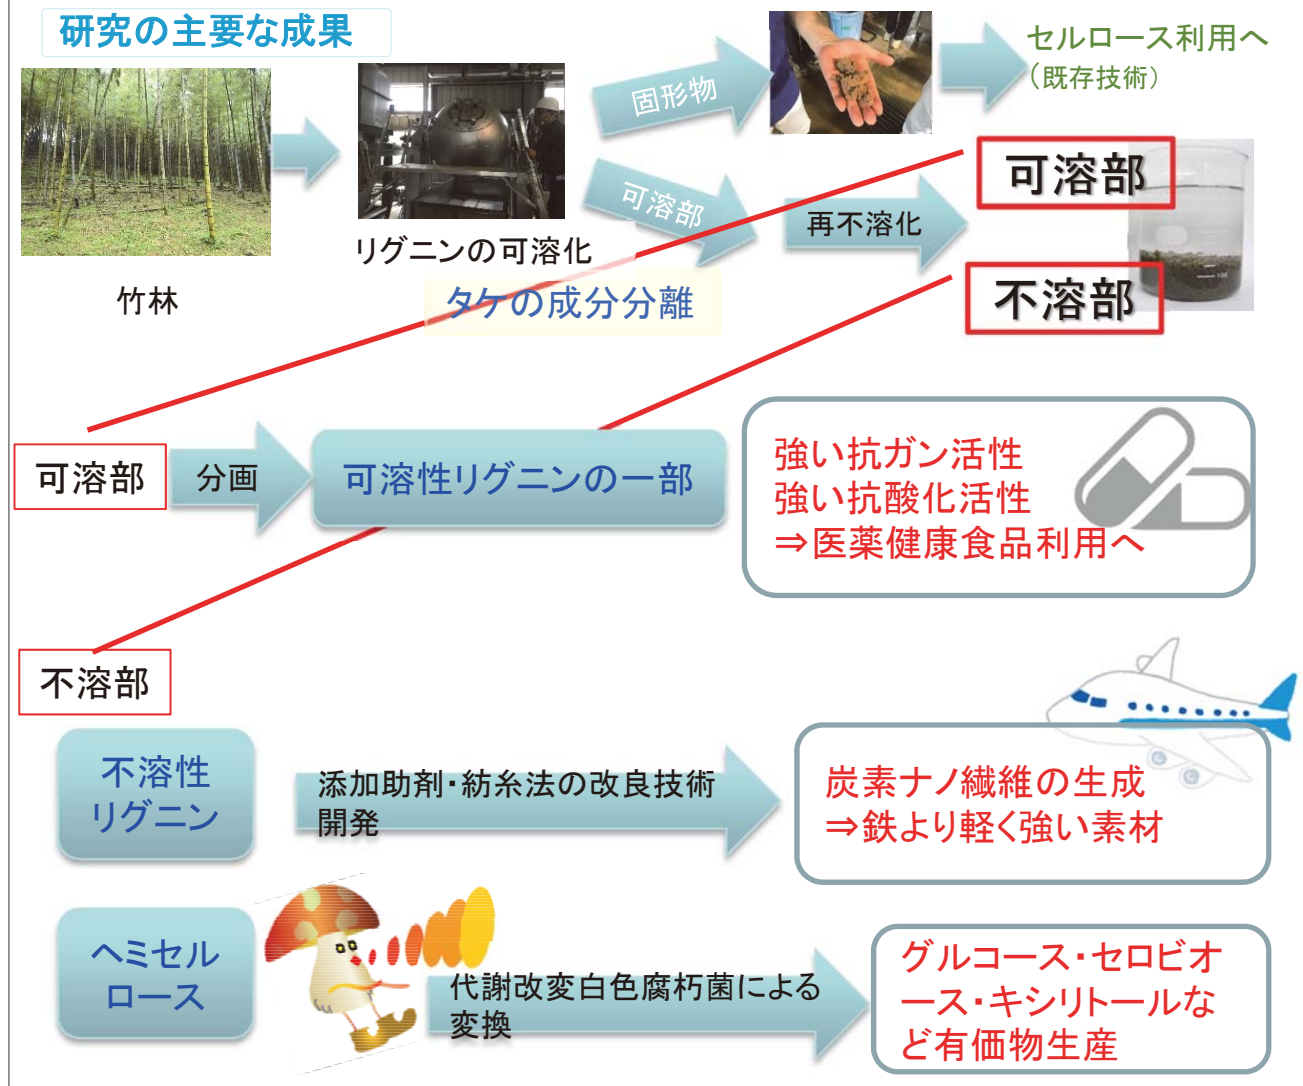 研究の主要な成果
セルロース利用へ
（既存技術）
固形物
可溶部
可溶部
再不溶化
リグニンの可溶化
竹林
タケの成分分離
不溶部
可溶部
分画
可溶性リグニンの一部
強い抗ガン活性
強い抗酸化活性
⇒医薬健康食品利用へ
不溶部
不溶性
リグニン
添加助剤・紡糸法の改良技術
開発
炭素ナノ繊維の生成
⇒鉄より軽く強い素材
ヘミセル
ロース
代謝改変白色腐朽菌による
変換
グルコース・セロビオ
ース・キシリトールな
ど有価物生産